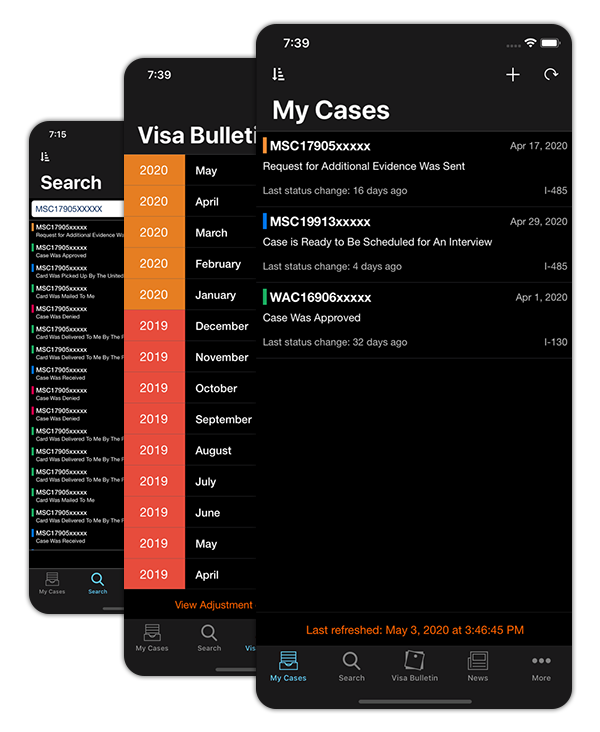 7:15
Search
MSC17905XXXXX
MSC17905xxxxx
Request for Additional Evidence Wa
MSC17905xxxxx
Case Was Approved
MSC17905xxxxx
Card Was Picked Up By The United
MSC17905xxxxx
Card Was Mailed To Me
MSC17905xxxxx
Case Was Denied
MSC17905xxxxx
Card Was Delivered To Me By The P
MSC17905xxxxx
Card Was Delivered To Me By The P
MSC17905xxxxx
Case Was Received
MSC17905xxxxx
Case Was Denied
MSC17905xxxxx
Case Was Denied
MSC17905xxxxx
Card Was Delivered To Me By The P
MSC17905xxxxx
Card Was Delivered To Me By The P
MSC17905xxxxx
Card Was Delivered To Me By The P
MSC17905xxxxx
Card Was Mailed To Me
MSC17905xxxxx
Card Was Delivered To Me By The P
MSC17905xxxxx
Case Was Received
My Cases Search
7:39
Visa Bulletin
2020 May
2020 April
2020 March
2020 February
2020 January
2019 December
2019 November
2019 October
2019 September
2019 August
2019 July
2019 June
2019 May
2019 April
View Adjustment
My Cases Search Vis
7:39
My Cases
MSC17905xxxxx Apr 17, 2020
Request for Additional Evidence Was Sent
Last status change: 16 days ago I-485
MSC19913xxxxx Apr 29, 2020
Case is Ready to Be Scheduled for An Interview
Last status change: 4 days ago I-485
WAC16906xxxxx Apr 1, 2020
Case Was Approved
Last status change: 32 days ago I-130
Last refreshed: May 3, 2020 at 3:46:45 PM
My Cases Search Visa Bulletin News More